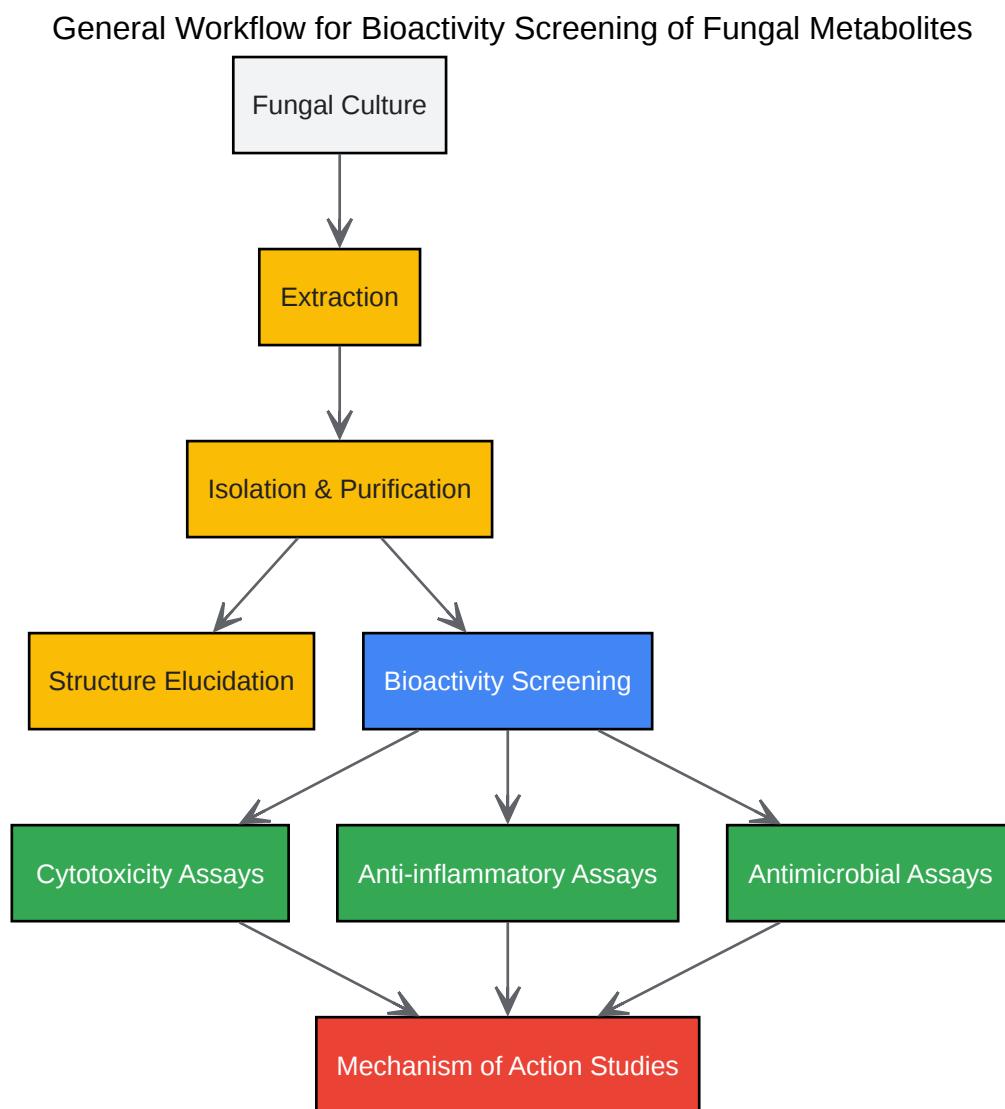 General Workflow for Bioactivity Screening of Fungal Metabolites
Fungal Culture
Extraction
Isolation & Purification
Structure Elucidation
Bioactivity Screening
Cytotoxicity Assays
Anti-inflammatory Assays
Antimicrobial Assays
Mechanism of Action Studies